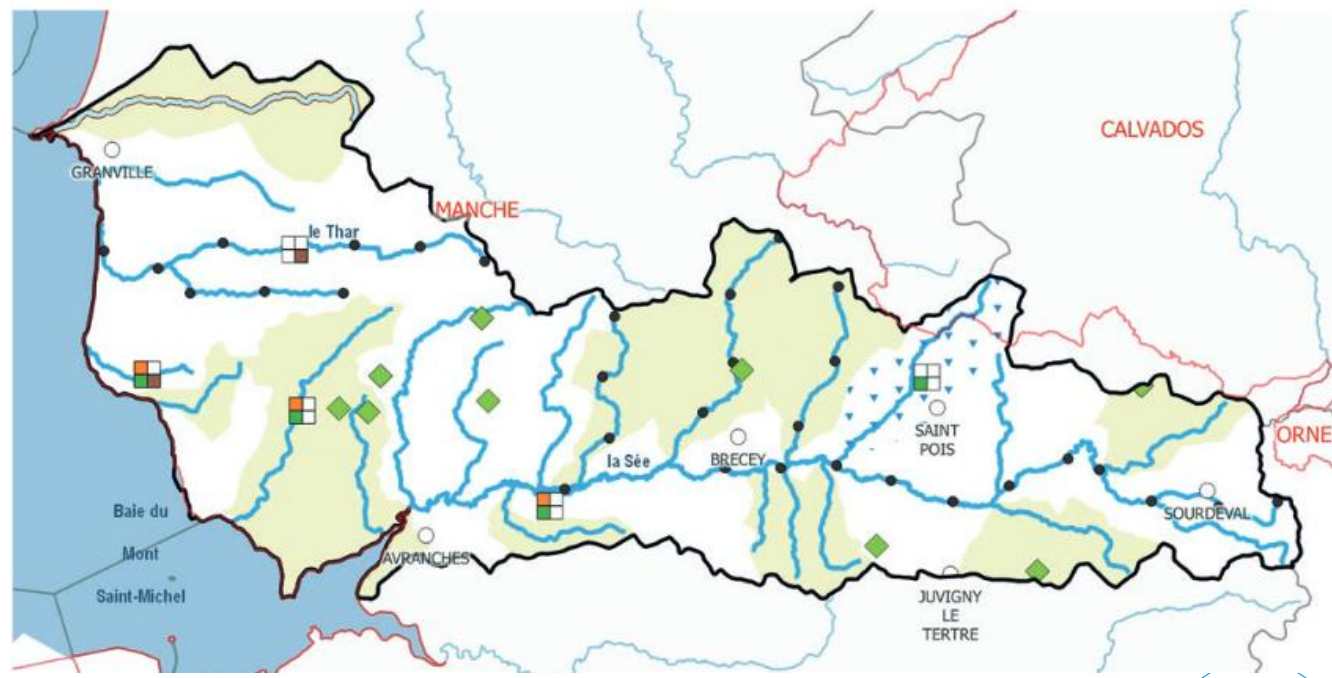 CALVADOS
GRANVILLE
MANCHE
le Thar
ORNE
SAINT
POIS
BRECEY
la Sée
SOURDEVAL
Baie du
Mont
Saint-Michel
AVRANCHES
JUVIGNY
LE
TERTRE